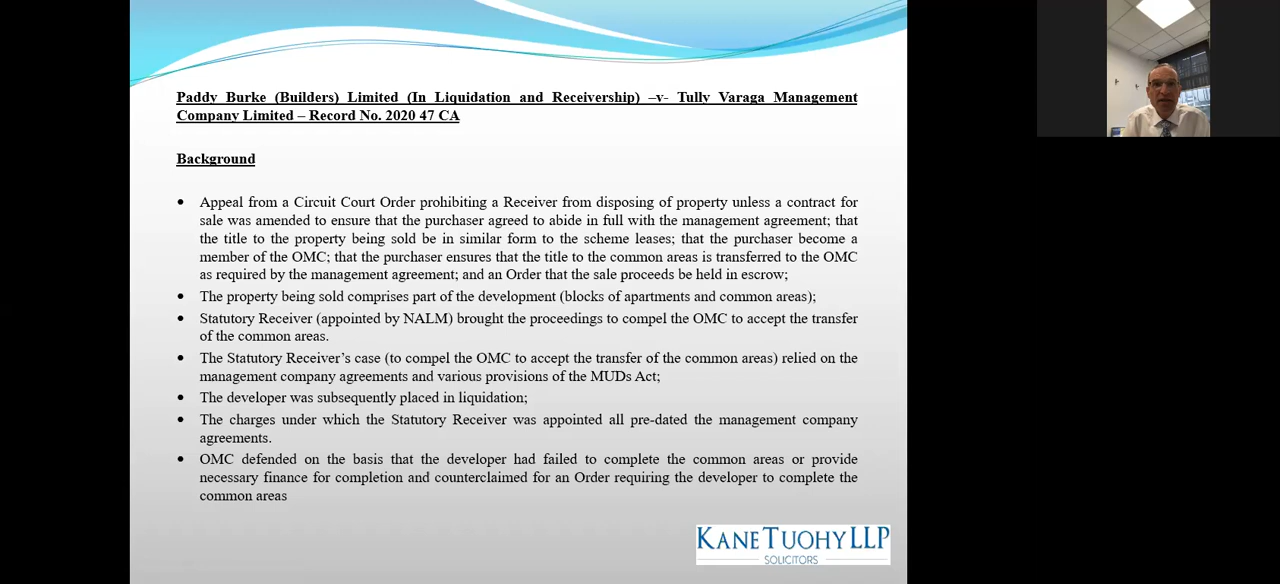 Paddy Burke (Builders) Limited (In Liquidation and Receivership) –v- Tully Varaga Management
Company Limited – Record No. 2020 47 CA
Background
• Appeal from a Circuit Court Order prohibiting a Receiver from disposing of property unless a contract for
sale was amended to ensure that the purchaser agreed to abide in full with the management agreement; that
the title to the property being sold be in similar form to the scheme leases; that the purchaser become a
member of the OMC; that the purchaser ensures that the title to the common areas is transferred to the OMC
as required by the management agreement; and an Order that the sale proceeds be held in escrow;
• The property being sold comprises part of the development (blocks of apartments and common areas);
• Statutory Receiver (appointed by NALM) brought the proceedings to compel the OMC to accept the transfer
of the common areas.
• The Statutory Receiver’s case (to compel the OMC to accept the transfer of the common areas) relied on the
management company agreements and various provisions of the MUDs Act;
• The developer was subsequently placed in liquidation;
• The charges under which the Statutory Receiver was appointed all pre-dated the management company
agreements.
• OMC defended on the basis that the developer had failed to complete the common areas or provide
necessary finance for completion and counterclaimed for an Order requiring the developer to complete the
common areas
KANE TUOHY LLP
SOLICITORS